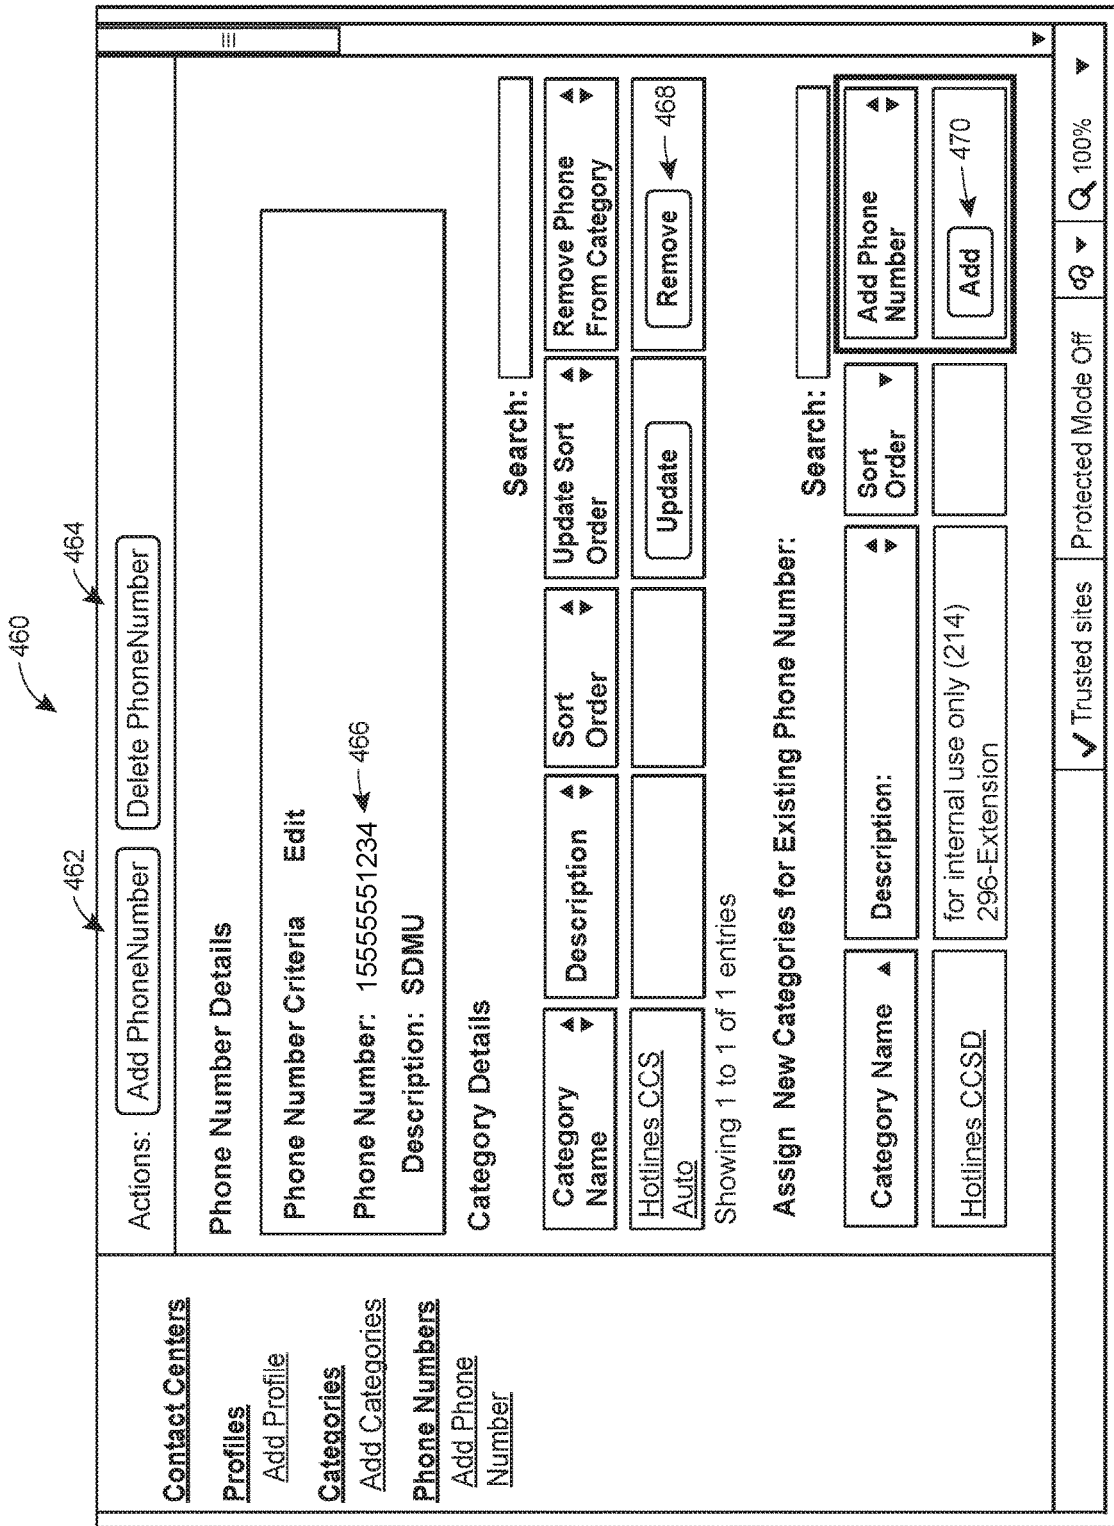 460
462
464
Actions: Add PhoneNumber Delete PhoneNumber
Contact Centers
Profiles
Add Profile
Categories
Add Categories
Phone Numbers
Add Phone
Number
Phone Number Details
Phone Number Criteria Edit
Phone Number: 15555551234 466
Description: SDMU
Category Details
Search:
Category
Name
Description
Sort
Order
Update Sort
Order
Remove Phone
From Category
Hotlines CCS
Auto
Update
Remove
468
Showing 1 to 1 of 1 entries
Assign New Categories for Existing Phone Number:
Search:
Category Name
Description:
Sort
Order
Add Phone
Number
Hotlines CCSD
for internal use only (214)
296-Extension
Add
470
Trusted sites Protected Mode Off 100%